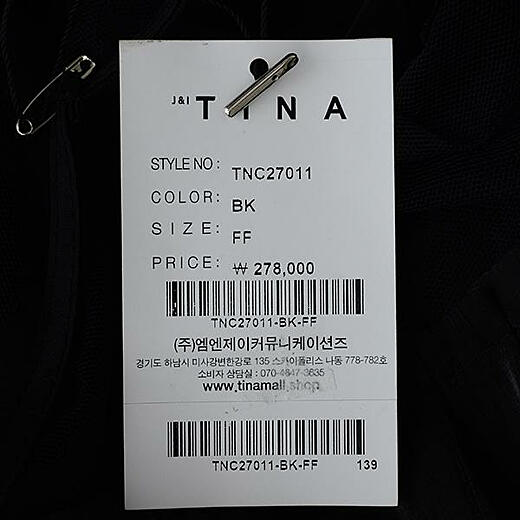 J&I TINA
STYLE NO : TNC27011
COLOR: BK
SIZE: FF
PRICE: ₩ 278,000
TNC27011-BK-FF
(주)엠엔제이커뮤니케이션즈
경기도 하남시 미사강변한강로 135 스카이폴리스 나동 778-782호
소비자 상담실 : 070-4647-3635
www.tinamall.shop
TNC27011-BK-FF 139